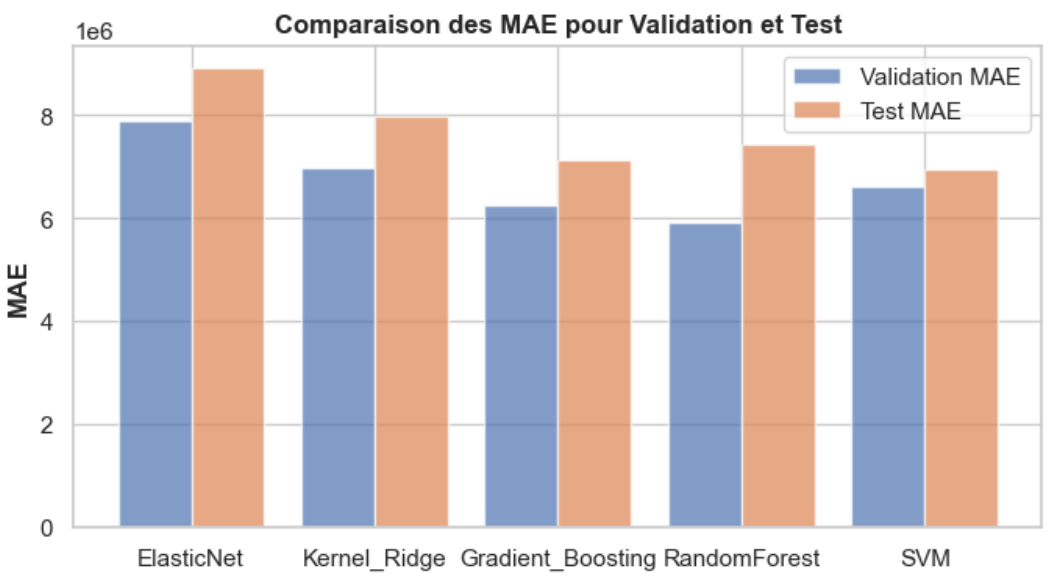 Comparaison des MAE pour Validation et Test
1e6
Validation MAE
Test MAE
8
6
4
2
0
MAE
ElasticNet Kernel_Ridge Gradient_Boosting RandomForest SVM